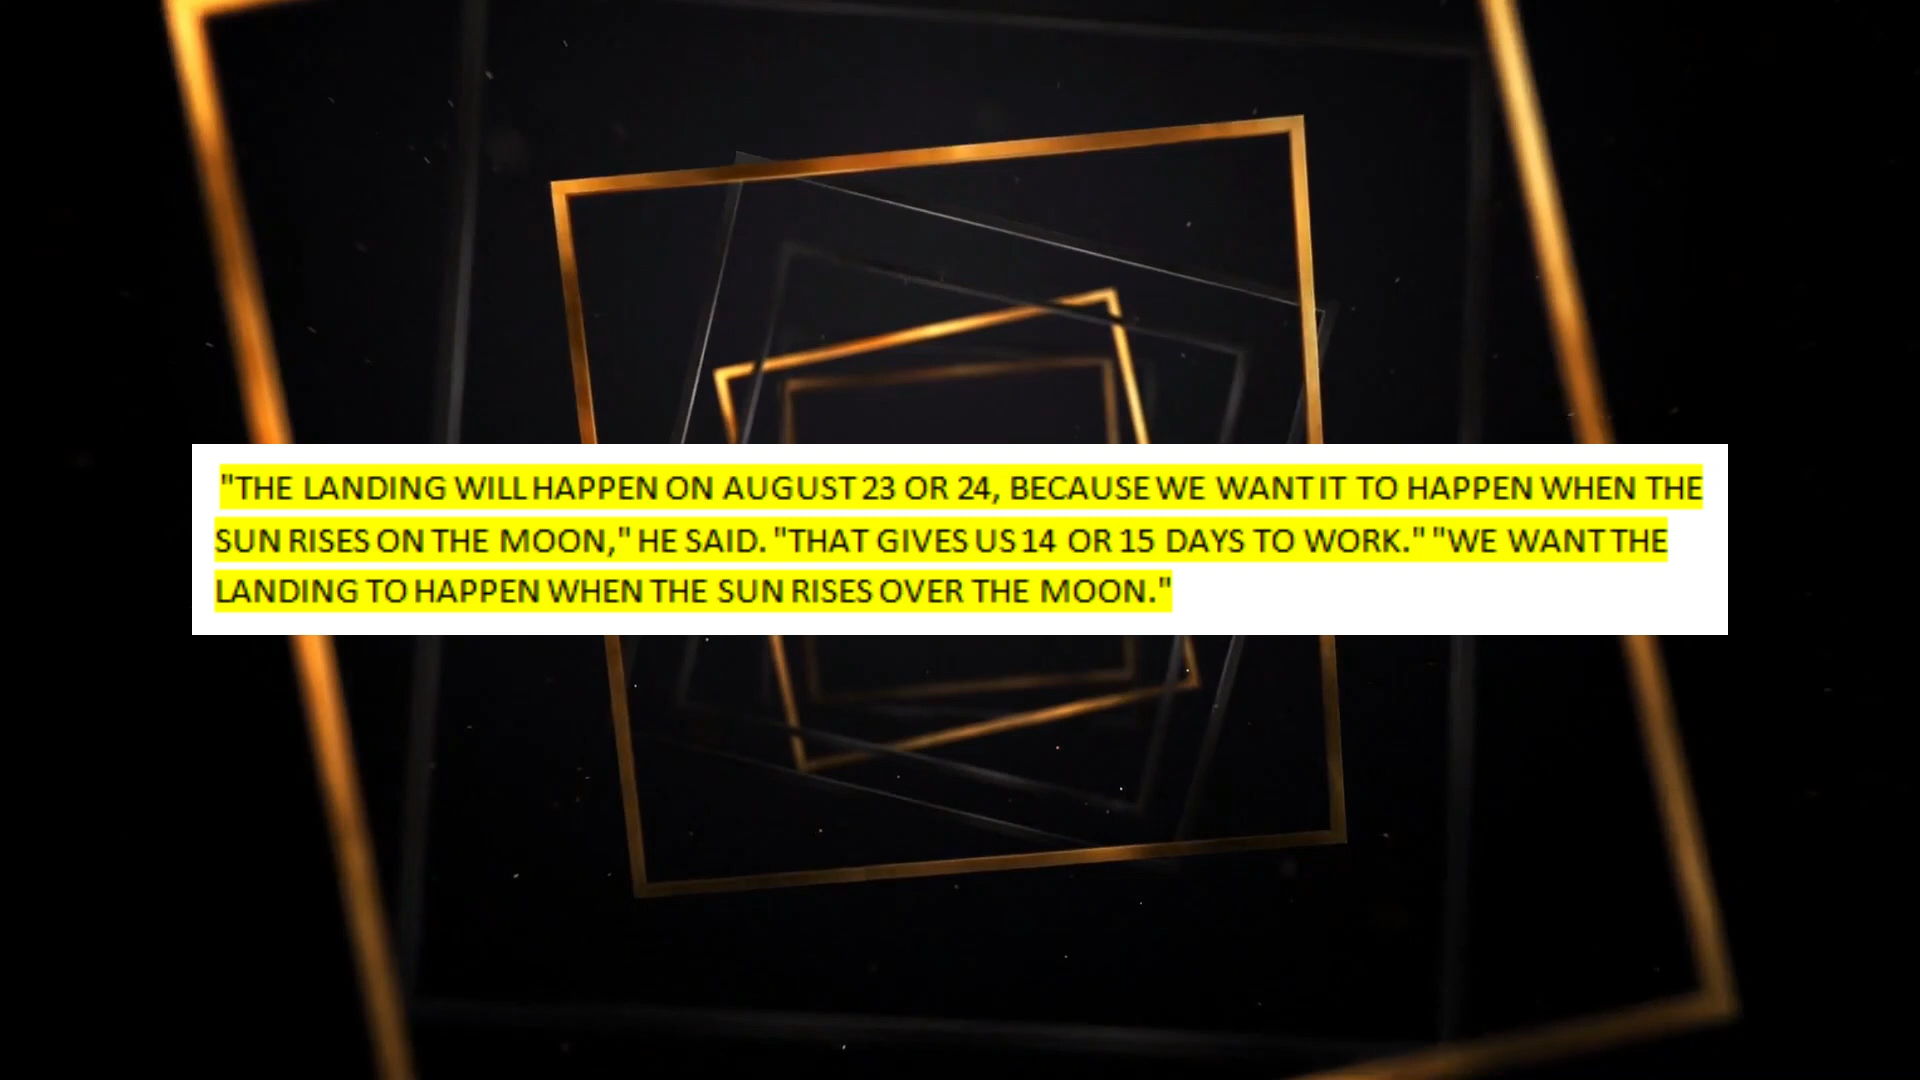 "THE LANDING WILL HAPPEN ON AUGUST 23 OR 24, BECAUSE WE WANT IT TO HAPPEN WHEN THE
SUN RISES ON THE MOON," HE SAID. "THAT GIVES US 14 OR 15 DAYS TO WORK." "WE WANT THE
LANDING TO HAPPEN WHEN THE SUN RISES OVER THE MOON."